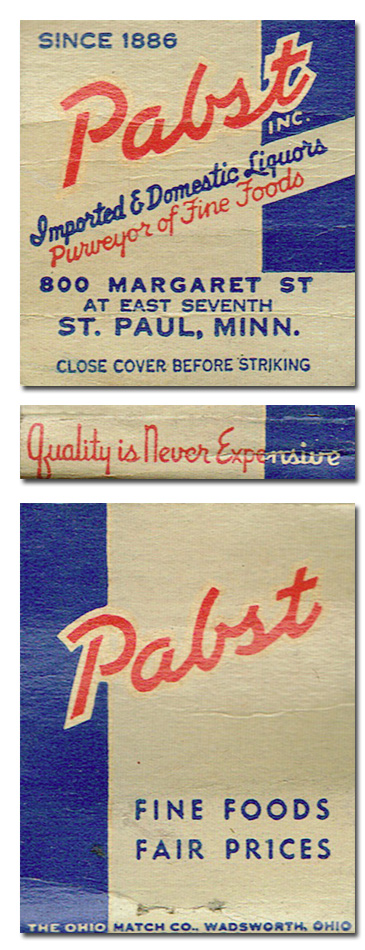 SINCE 1886
Pabst
INC.
Imported & Domestic Liquors
Purveyor of Fine Foods
800 MARGARET ST
AT EAST SEVENTH
ST. PAUL, MINN.
CLOSE COVER BEFORE STRIKING
Quality is Never Expensive
Pabst
FINE FOODS
FAIR PRICES
THE OHIO MATCH CO., WADSWORTH, OHIO